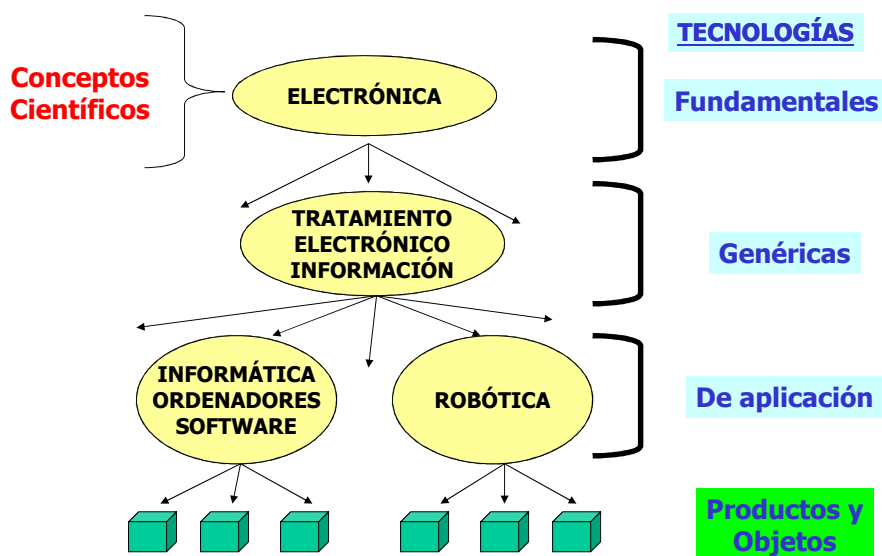 TECNOLOGÍAS
Conceptos
Científicos
ELECTRÓNICA
Fundamentales
TRATAMIENTO
ELECTRÓNICO
INFORMACIÓN
Genéricas
INFORMÁTICA
ORDENADORES
SOFTWARE
ROBÓTICA
De aplicación
Productos y
Objetos